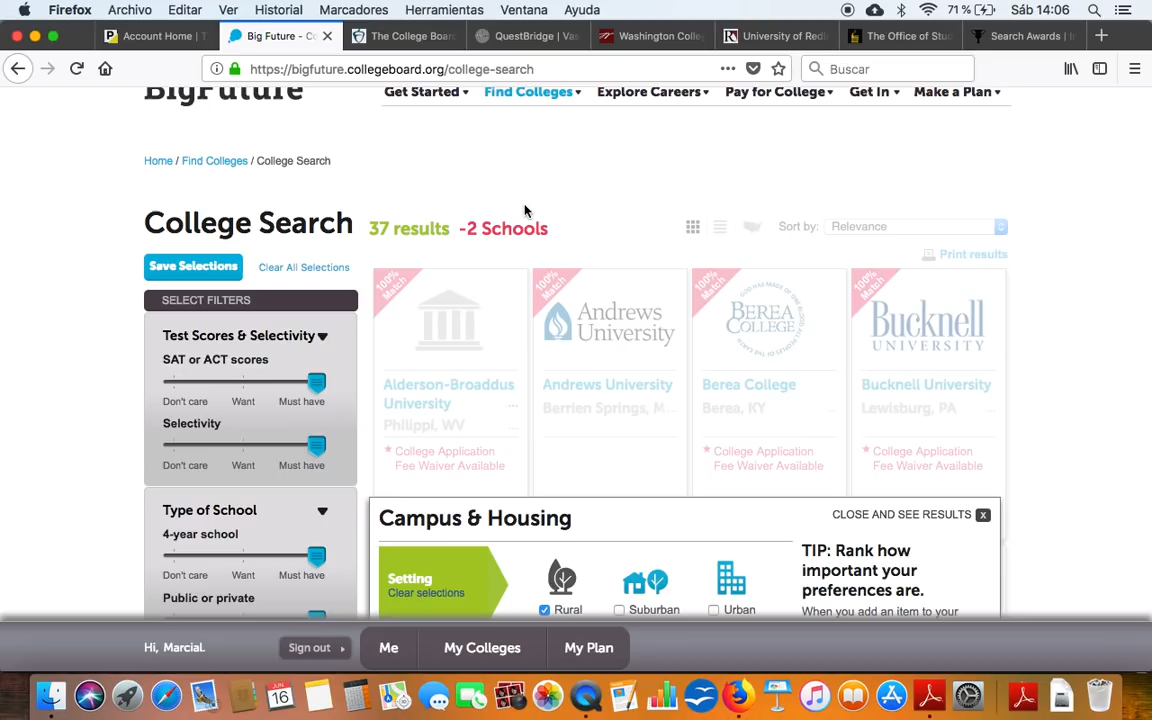 Firefox Archivo Editar Ver Historial Marcadores Herramientas Ventana Ayuda 71 % Sáb 14:06
Account Home | T Big Future - Co The College Boar QuestBridge | Vas Washington Colleg University of Redl The Office of Stud Search Awards | In
https://bigfuture.collegeboard.org/college-search Buscar
BigFuture Get Started Find Colleges Explore Careers Pay for College Get In Make a Plan
Home / Find Colleges / College Search
College Search 37 results -2 Schools Sort by: Relevance
Save Selections Clear All Selections Print results
SELECT FILTERS
Test Scores & Selectivity
SAT or ACT scores
Don't care Want Must have
Selectivity
Don't care Want Must have
Type of School
4-year school
Don't care Want Must have
Public or private
100% Match
Alderson-Broaddus University ...
Philippi, WV
College Application Fee Waiver Available
100% Match
Andrews University
Andrews University
Berrien Springs, M...
100% Match
BEREA COLLEGE
Berea College
Berea, KY
College Application Fee Waiver Available
100% Match
Bucknell UNIVERSITY
Bucknell University
Lewisburg, PA
College Application Fee Waiver Available
Campus & Housing CLOSE AND SEE RESULTS X
Setting
Clear selections
Rural Suburban Urban
TIP: Rank how
important your
preferences are.
When you add an item to your
Hi, Marcial. Sign out Me My Colleges My Plan
JUN
16